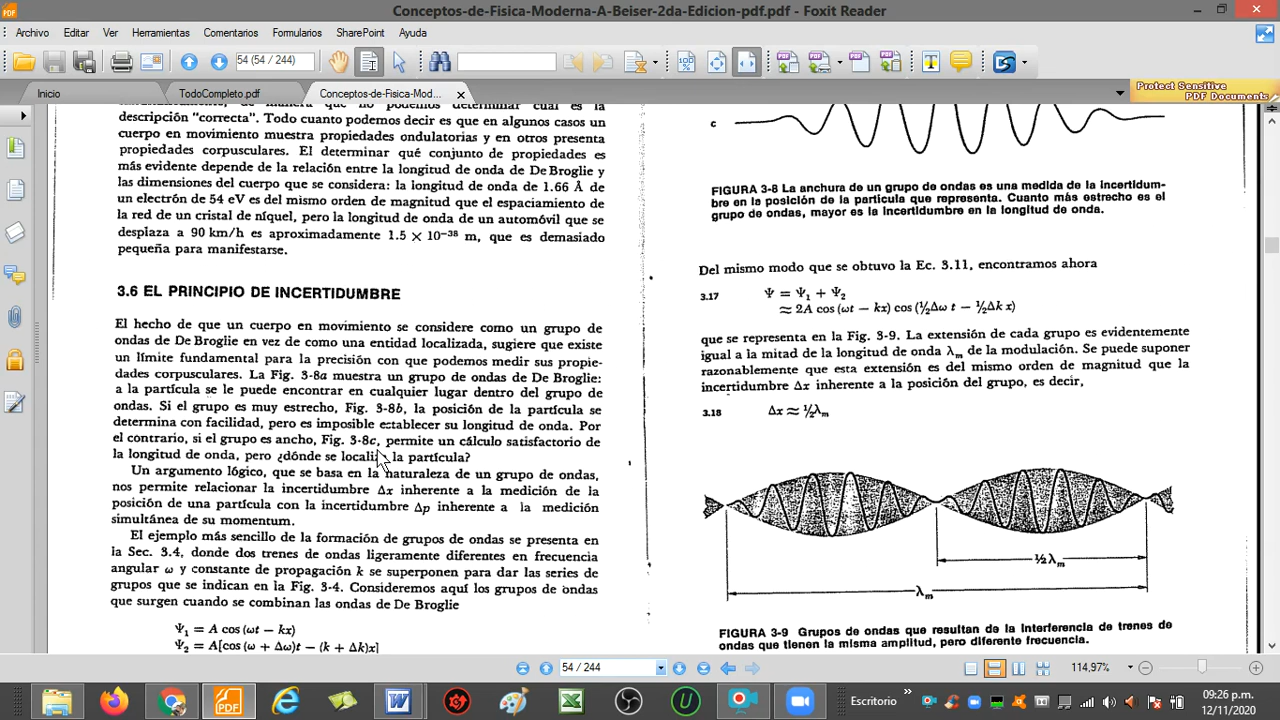 Conceptos-de-Fisica-Moderna-A-Beiser-2da-Edicion-pdf.pdf - Foxit Reader
Archivo Editar Ver Herramientas Comentarios Formularios SharePoint Ayuda
54 (54 / 244)
Inicio TodoCompleto.pdf Conceptos-de-Fisica-Moderna-A-Beiser-2da-Edicion-Mod...
Protect Sensitive
PDF Documents
descripción "correcta". Todo cuanto podemos decir es que en algunos casos un
cuerpo en movimiento muestra propiedades ondulatorias y en otros presenta
propiedades corpusculares. El determinar qué conjunto de propiedades es
más evidente depende de la relación entre la longitud de onda de De Broglie y
las dimensiones del cuerpo que se considera: la longitud de onda de 1.66 Å de
un electrón de 54 eV es del mismo orden de magnitud que el espaciamiento de
la red de un cristal de níquel, pero la longitud de onda de un automóvil que se
desplaza a 90 km/h es aproximadamente 1.5 × 10⁻³⁸ m, que es demasiado
pequeña para manifestarse.
3.6 EL PRINCIPIO DE INCERTIDUMBRE
El hecho de que un cuerpo en movimiento se considere como un grupo de
ondas de De Broglie en vez de como una entidad localizada, sugiere que existe
un límite fundamental para la precisión con que podemos medir sus propie-
dades corpusculares. La Fig. 3-8a muestra un grupo de ondas de De Broglie:
a la partícula se le puede encontrar en cualquier lugar dentro del grupo de
ondas. Si el grupo es muy estrecho, Fig. 3-8b, la posición de la partícula se
determina con facilidad, pero es imposible establecer su longitud de onda. Por
el contrario, si el grupo es ancho, Fig. 3-8c, permite un cálculo satisfactorio de
la longitud de onda, pero ¿dónde se localiza la partícula?
Un argumento lógico, que se basa en la naturaleza de un grupo de ondas,
nos permite relacionar la incertidumbre Δx inherente a la medición de la
posición de una partícula con la incertidumbre Δp inherente a la medición
simultánea de su momentum.
El ejemplo más sencillo de la formación de grupos de ondas se presenta en
la Sec. 3.4, donde dos trenes de ondas ligeramente diferentes en frecuencia
angular ω y constante de propagación k se superponen para dar las series de
grupos que se indican en la Fig. 3-4. Consideremos aquí los grupos de ondas
que surgen cuando se combinan las ondas de De Broglie
Ψ₁ = A cos (ωt − kx)
Ψ₂ = A[cos (ω + Δω)t − (k + Δk)x]
c
FIGURA 3-8 La anchura de un grupo de ondas es una medida de la incertidum-
bre en la posición de la partícula que representa. Cuanto más estrecho es el
grupo de ondas, mayor es la incertidumbre en la longitud de onda.
Del mismo modo que se obtuvo la Ec. 3.11, encontramos ahora
3.17 Ψ = Ψ₁ + Ψ₂
≈ 2A cos (ωt − kx) cos (½Δω t − ½Δk x)
que se representa en la Fig. 3-9. La extensión de cada grupo es evidentemente
igual a la mitad de la longitud de onda λₘ de la modulación. Se puede suponer
razonablemente que esta extensión es del mismo orden de magnitud que la
incertidumbre Δx inherente a la posición del grupo, es decir,
3.18 Δx ≈ ½λₘ
½λₘ
λₘ
FIGURA 3-9 Grupos de ondas que resultan de la interferencia de trenes de
ondas que tienen la misma amplitud, pero diferente frecuencia.
54 / 244
114,97%
Escritorio
09:26 p.m.
12/11/2020